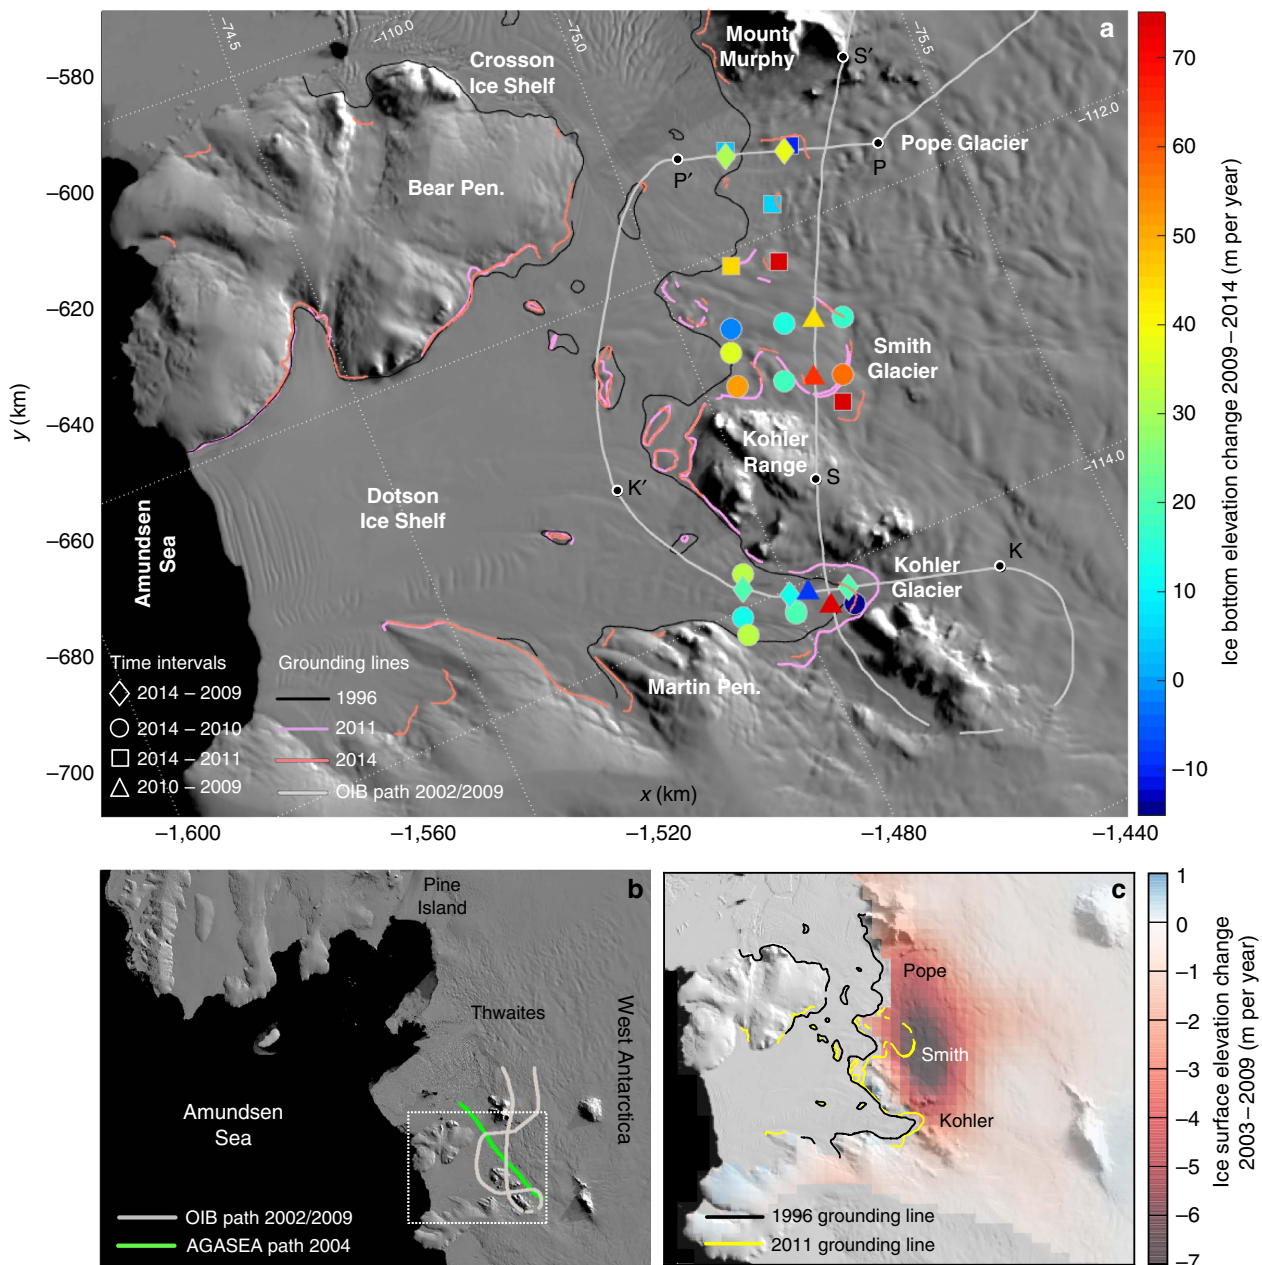 a
−74.5
−110.0
−75.0
−75.5
−112.0
−114.0
Mount
Murphy
S′
Crosson
Ice Shelf
Pope Glacier
P
P′
Bear Pen.
Smith
Glacier
Kohler
Range
S
K′
Dotson
Ice Shelf
Amundsen
Sea
K
Kohler
Glacier
Martin Pen.
Time intervals
2014 – 2009
2014 – 2010
2014 – 2011
2010 – 2009
Grounding lines
1996
2011
2014
OIB path 2002/2009
y (km)
−580
−600
−620
−640
−660
−680
−700
x (km)
−1,600
−1,560
−1,520
−1,480
−1,440
70
60
50
40
30
20
10
0
−10
Ice bottom elevation change 2009–2014 (m per year)
b
Pine
Island
Thwaites
West Antarctica
Amundsen
Sea
OIB path 2002/2009
AGASEA path 2004
c
Pope
Smith
Kohler
1996 grounding line
2011 grounding line
1
0
−1
−2
−3
−4
−5
−6
−7
Ice surface elevation change
2003–2009 (m per year)